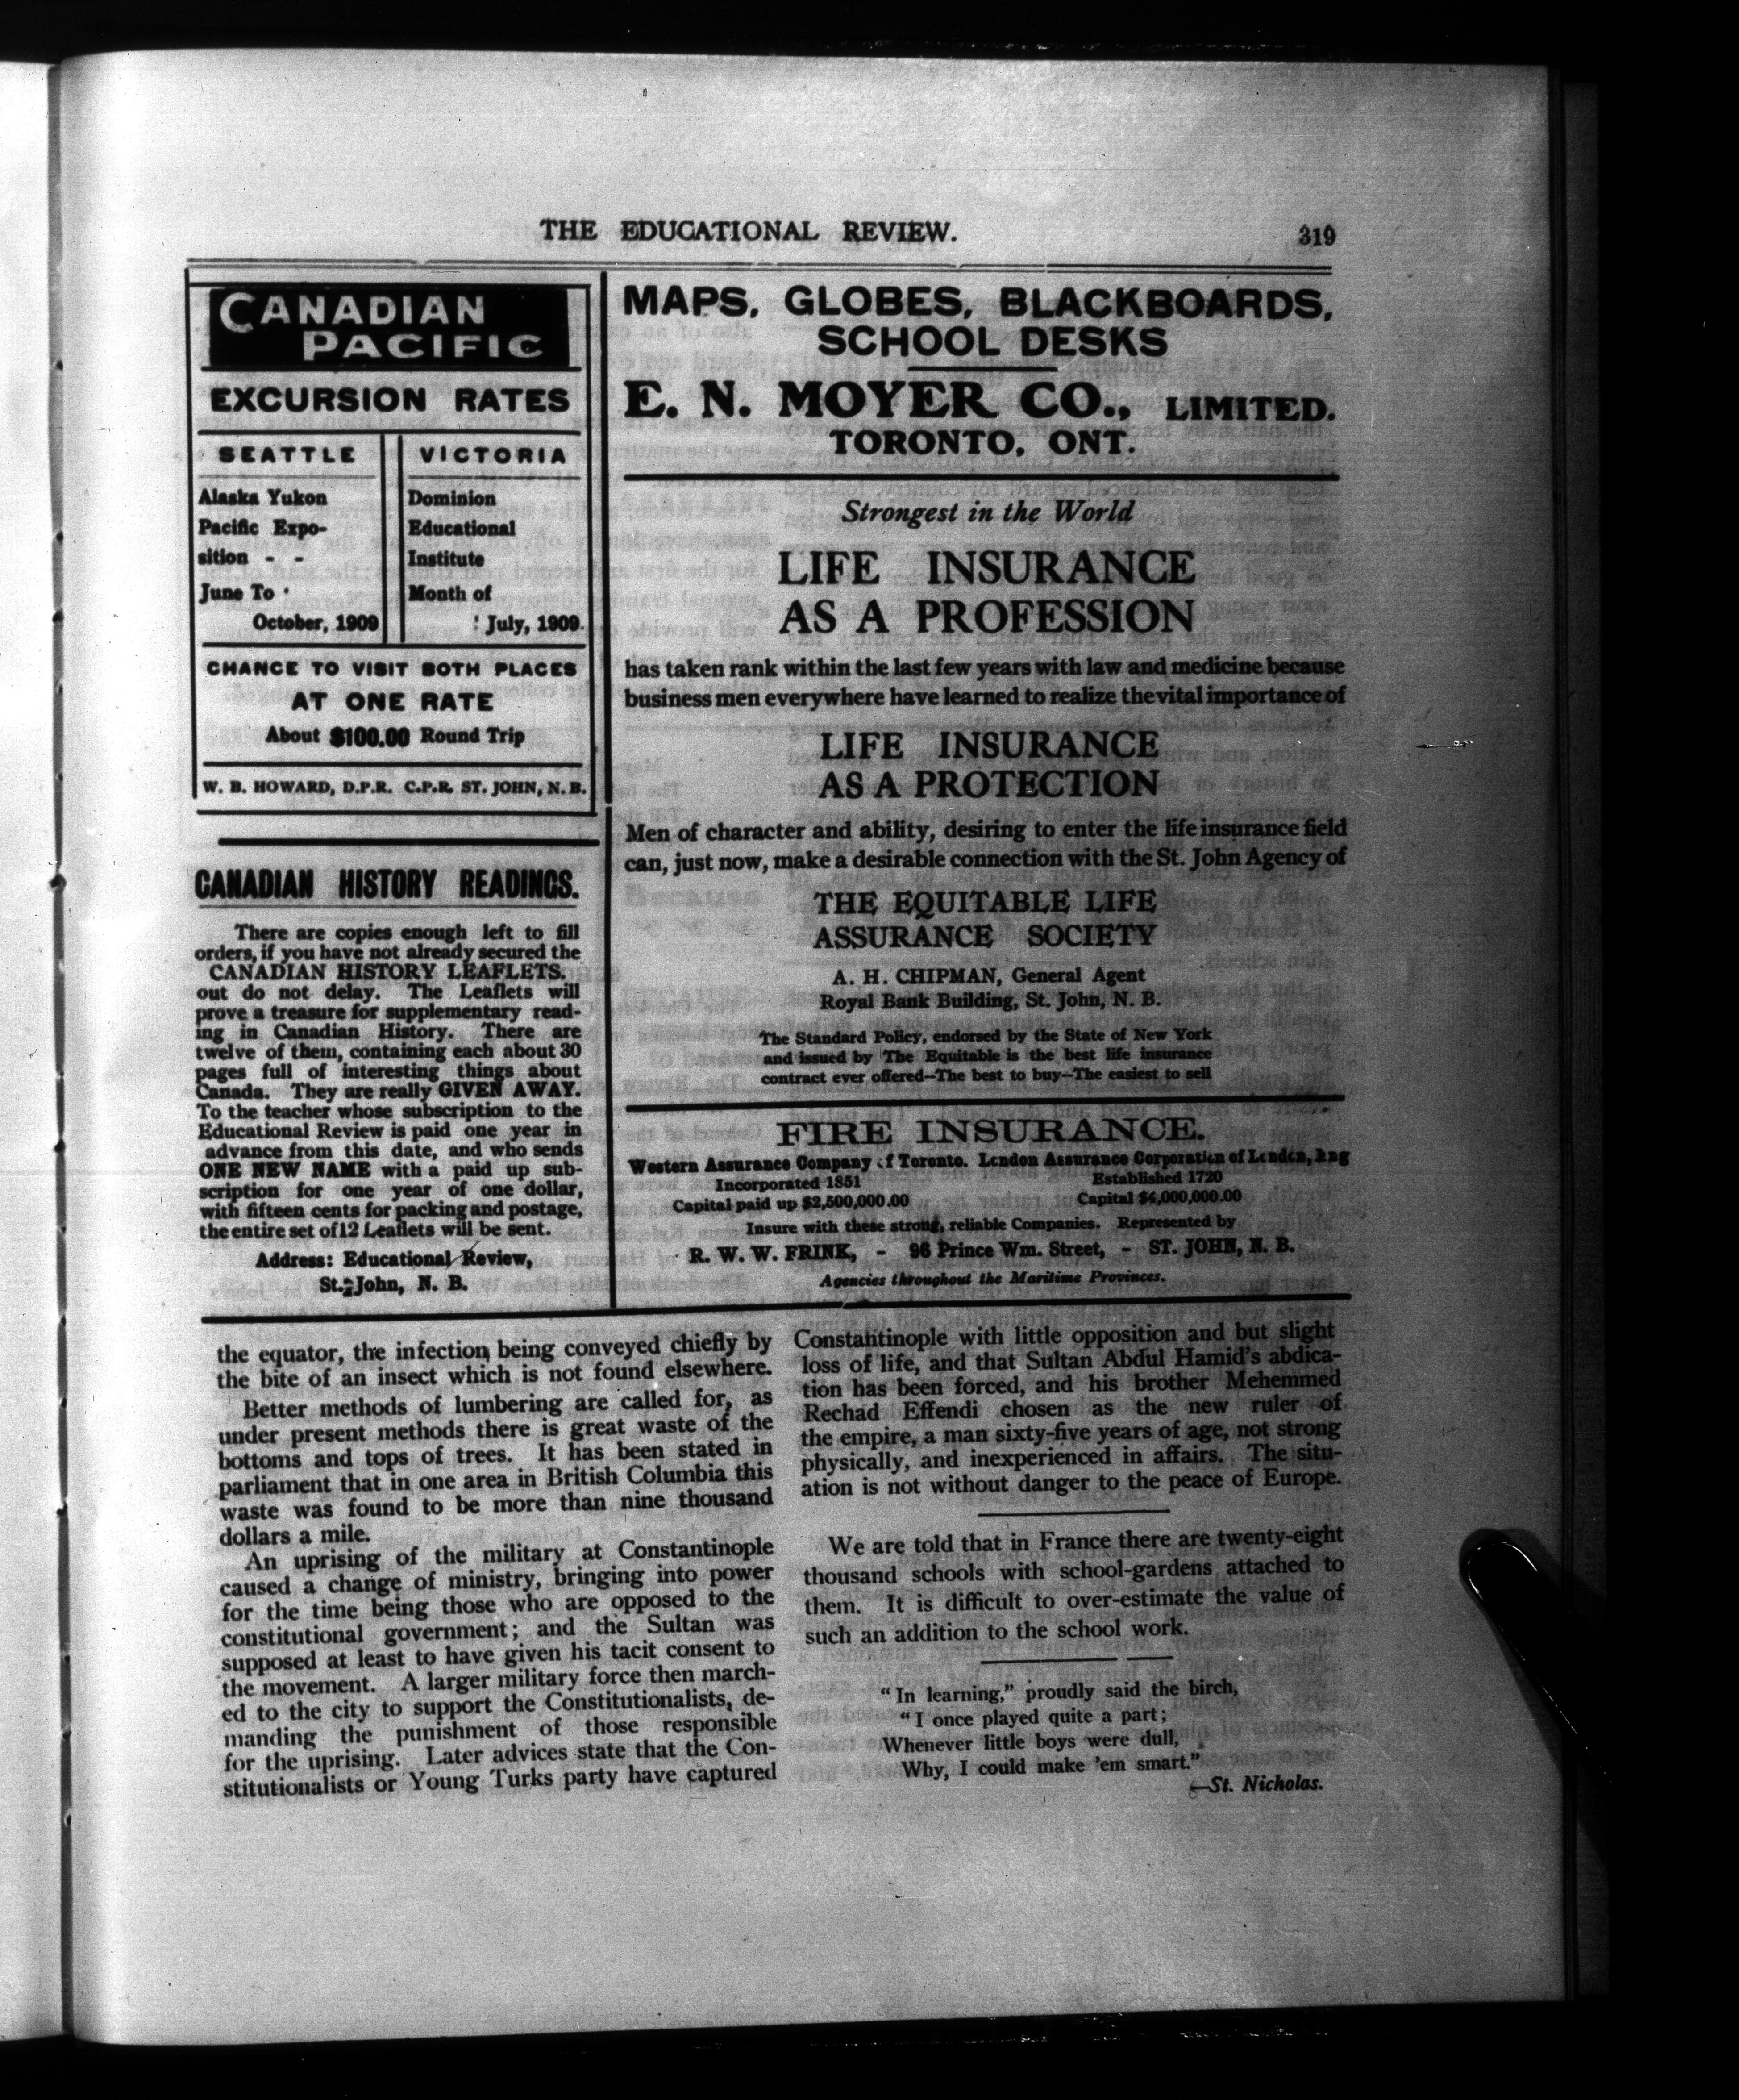 THE EDUCATIONAL REVIEW.
319
CANADIAN
PACIFIC
EXCURSION RATES
SEATTLE
Alaska Yukon
Pacific Expo-
sition - -
June To
October, 1909
VICTORIA
Dominion
Educational
Institute
Month of
July, 1909.
CHANCE TO VISIT BOTH PLACES
AT ONE RATE
About $100.00 Round Trip
W. B. HOWARD, D.P.R. C.P.R. ST. JOHN, N. B.
CANADIAN HISTORY READINGS.
There are copies enough left to fill
orders, if you have not already secured the
CANADIAN HISTORY LEAFLETS.
out do not delay. The Leaflets will
prove a treasure for supplementary read-
ing in Canadian History. There are
twelve of them, containing each about 30
pages full of interesting things about
Canada. They are really GIVEN AWAY.
To the teacher whose subscription to the
Educational Review is paid one year in
advance from this date, and who sends
ONE NEW NAME with a paid up sub-
scription for one year of one dollar,
with fifteen cents for packing and postage,
the entire set of 12 Leaflets will be sent.
Address: Educational Review,
St. John, N. B.
MAPS, GLOBES, BLACKBOARDS,
SCHOOL DESKS
E. N. MOYER CO., LIMITED.
TORONTO, ONT.
Strongest in the World
LIFE INSURANCE
AS A PROFESSION
has taken rank within the last few years with law and medicine because
business men everywhere have learned to realize the vital importance of
LIFE INSURANCE
AS A PROTECTION
Men of character and ability, desiring to enter the life insurance field
can, just now, make a desirable connection with the St. John Agency of
THE EQUITABLE LIFE
ASSURANCE SOCIETY
A. H. CHIPMAN, General Agent
Royal Bank Building, St. John, N. B.
The Standard Policy, endorsed by the State of New York
and issued by The Equitable is the best life insurance
contract ever offered--The best to buy--The easiest to sell
FIRE INSURANCE.
Western Assurance Company of Toronto. London Assurance Corporation of London, Eng
Incorporated 1851 Established 1720
Capital paid up $2,500,000.00 Capital $4,000,000.00
Insure with these strong, reliable Companies. Represented by
R. W. W. FRINK, - 96 Prince Wm. Street, - ST. JOHN, N. B.
Agencies throughout the Maritime Provinces.
the equator, the infection being conveyed chiefly by
the bite of an insect which is not found elsewhere.
Better methods of lumbering are called for, as
under present methods there is great waste of the
bottoms and tops of trees. It has been stated in
parliament that in one area in British Columbia this
waste was found to be more than nine thousand
dollars a mile.
An uprising of the military at Constantinople
caused a change of ministry, bringing into power
for the time being those who are opposed to the
constitutional government; and the Sultan was
supposed at least to have given his tacit consent to
the movement. A larger military force then march-
ed to the city to support the Constitutionalists, de-
manding the punishment of those responsible
for the uprising. Later advices state that the Con-
stitutionalists or Young Turks party have captured
Constantinople with little opposition and but slight
loss of life, and that Sultan Abdul Hamid's abdica-
tion has been forced, and his brother Mehemmed
Rechad Effendi chosen as the new ruler of
the empire, a man sixty-five years of age, not strong
physically, and inexperienced in affairs. The situ-
ation is not without danger to the peace of Europe.
We are told that in France there are twenty-eight
thousand schools with school-gardens attached to
them. It is difficult to over-estimate the value of
such an addition to the school work.
"In learning," proudly said the birch,
"I once played quite a part;
Whenever little boys were dull,
Why, I could make 'em smart."
—St. Nicholas.